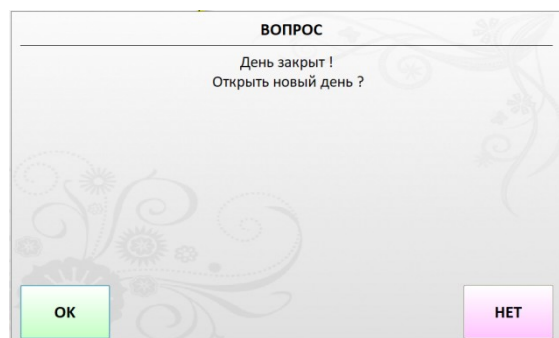 ВОПРОС
День закрыт !
Открыть новый день ?
ОК
НЕТ